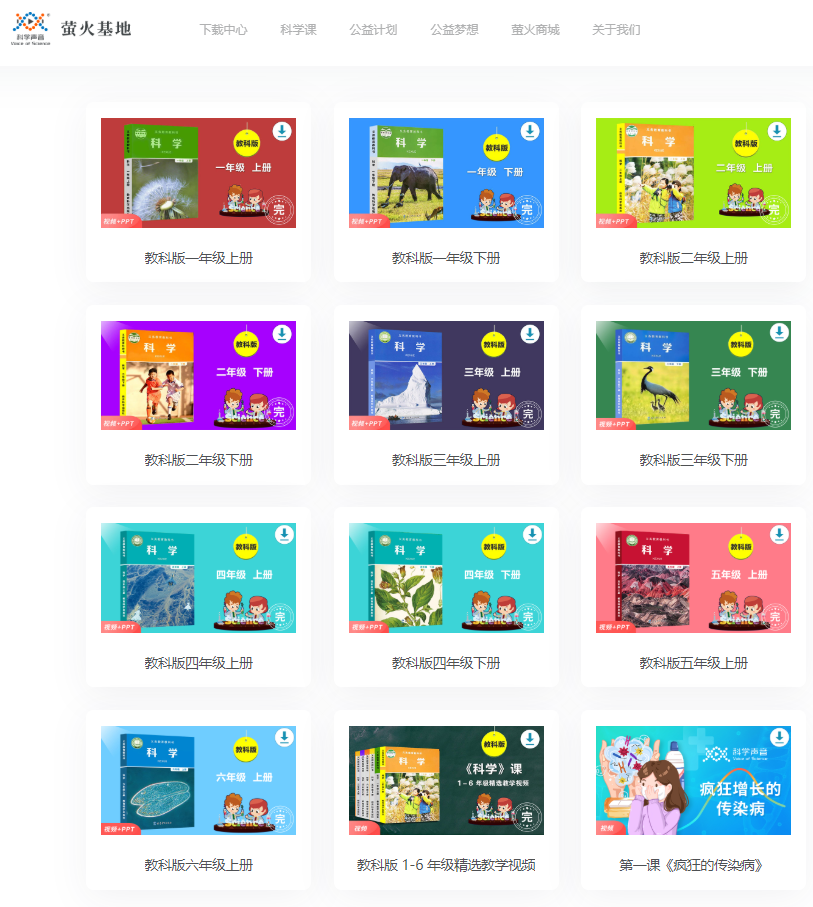 科学声音
Voice of Science
萤火基地
下载中心 科学课 公益计划 公益梦想 萤火商城 关于我们
科 学
教科版
一年级 上册
Science
完
视频+PPT
教科版一年级上册
科 学
教科版
一年级 下册
Science
完
视频+PPT
教科版一年级下册
科 学
教科版
二年级 上册
Science
完
视频+PPT
教科版二年级上册
科 学
教科版
二年级 下册
Science
完
视频+PPT
教科版二年级下册
科 学
教科版
三年级 上册
Science
完
视频+PPT
教科版三年级上册
科 学
教科版
三年级 下册
Science
完
视频+PPT
教科版三年级下册
科 学
教科版
四年级 上册
Science
完
视频+PPT
教科版四年级上册
科 学
教科版
四年级 下册
Science
完
视频+PPT
教科版四年级下册
科 学
教科版
五年级 上册
Science
完
视频+PPT
教科版五年级上册
科 学
教科版
六年级 上册
Science
完
视频+PPT
教科版六年级上册
科 学
教科版
《科学》课
1-6 年级精选教学视频
Science
完
视频
教科版 1-6 年级精选教学视频
科学声音
Voice of Science
疯狂增长的
传染病
视频
第一课《疯狂的传染病》